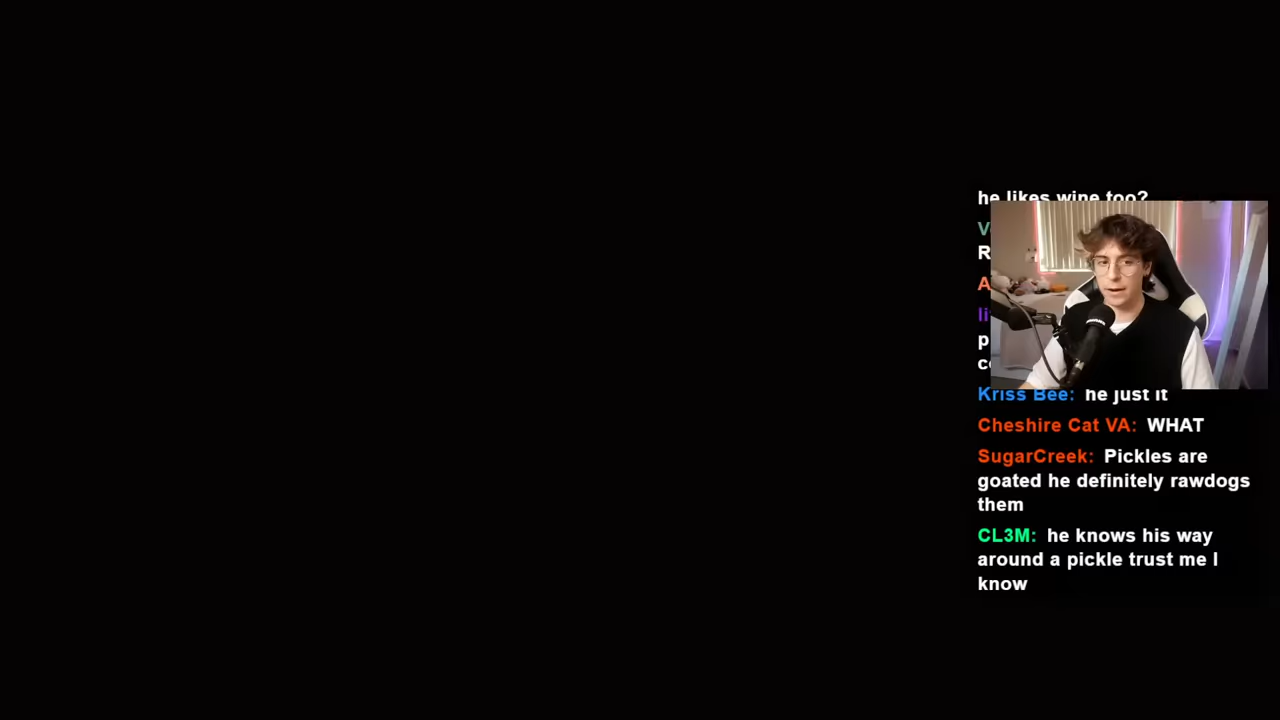 he likes wine too?
Kriss Bee: he just it
Cheshire Cat VA: WHAT
SugarCreek: Pickles are
goated he definitely rawdogs
them
CL3M: he knows his way
around a pickle trust me I
know